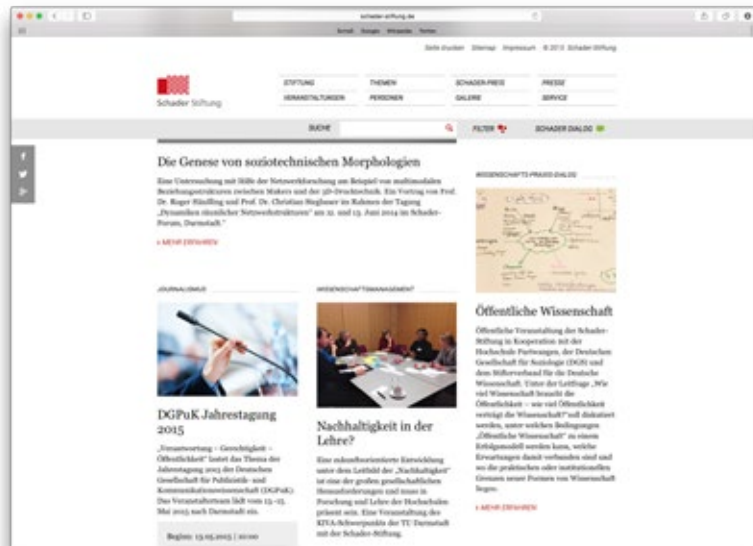 schader-stiftung.de
Google Wikipedia
Seite drucken Sitemap Impressum © 2015 Schader-Stiftung
STIFTUNG THEMEN SCHADER-PREIS PRESSE
VERANSTALTUNGEN PERSONEN GALERIE SERVICE
Schader Stiftung
SUCHE FILTER SCHADER DIALOG
Die Genese von soziotechnischen Morphologien
Eine Untersuchung mit Hilfe der Netzwerkforschung am Beispiel von multimodalen
Beziehungsstrukturen zwischen Makers und der 3D-Drucktechnik. Ein Vortrag von Prof.
Dr. Roger Häußling und Prof. Dr. Christian Stegbauer im Rahmen der Tagung
„Dynamiken räumlicher Netzwerkstrukturen“ am 12. und 13. Juni 2014 im Schader-
Forum, Darmstadt."
» MEHR ERFAHREN
JOURNALISMUS
DGPuK Jahrestagung
2015
„Verantwortung – Gerechtigkeit –
Öffentlichkeit“ lautet das Thema der
Jahrestagung 2015 der Deutschen
Gesellschaft für Publizistik- und
Kommunikationswissenschaft (DGPuK).
Das Veranstalterteam lädt vom 13.-15.
Mai 2015 nach Darmstadt ein.
Beginn: 13.05.2015 | 10:00
WISSENSCHAFTSMANAGEMENT
Nachhaltigkeit in der
Lehre?
Eine zukunftsorientierte Entwicklung
unter dem Leitbild der „Nachhaltigkeit“
ist eine der großen gesellschaftlichen
Herausforderungen und muss in
Forschung und Lehre der Hochschulen
präsent sein. Eine Veranstaltung des
KIVA-Schwerpunkts der TU Darmstadt
mit der Schader-Stiftung.
WISSENSCHAFTS-PRAXIS-DIALOG
Öffentliche Wissenschaft
Öffentliche Veranstaltung der Schader-
Stiftung in Kooperation mit der
Hochschule Furtwangen, der Deutschen
Gesellschaft für Soziologie (DGS) und
dem Stifterverband für die Deutsche
Wissenschaft. Unter der Leitfrage „Wie
viel Wissenschaft braucht die
Öffentlichkeit – wie viel Öffentlichkeit
verträgt die Wissenschaft?“ soll diskutiert
werden, unter welchen Bedingungen
„Öffentliche Wissenschaft“ zu einem
Erfolgsmodell werden kann, welche
Erwartungen damit verbunden sind und
wo die praktischen oder institutionellen
Grenzen neuer Formen von Wissenschaft
liegen.
» MEHR ERFAHREN